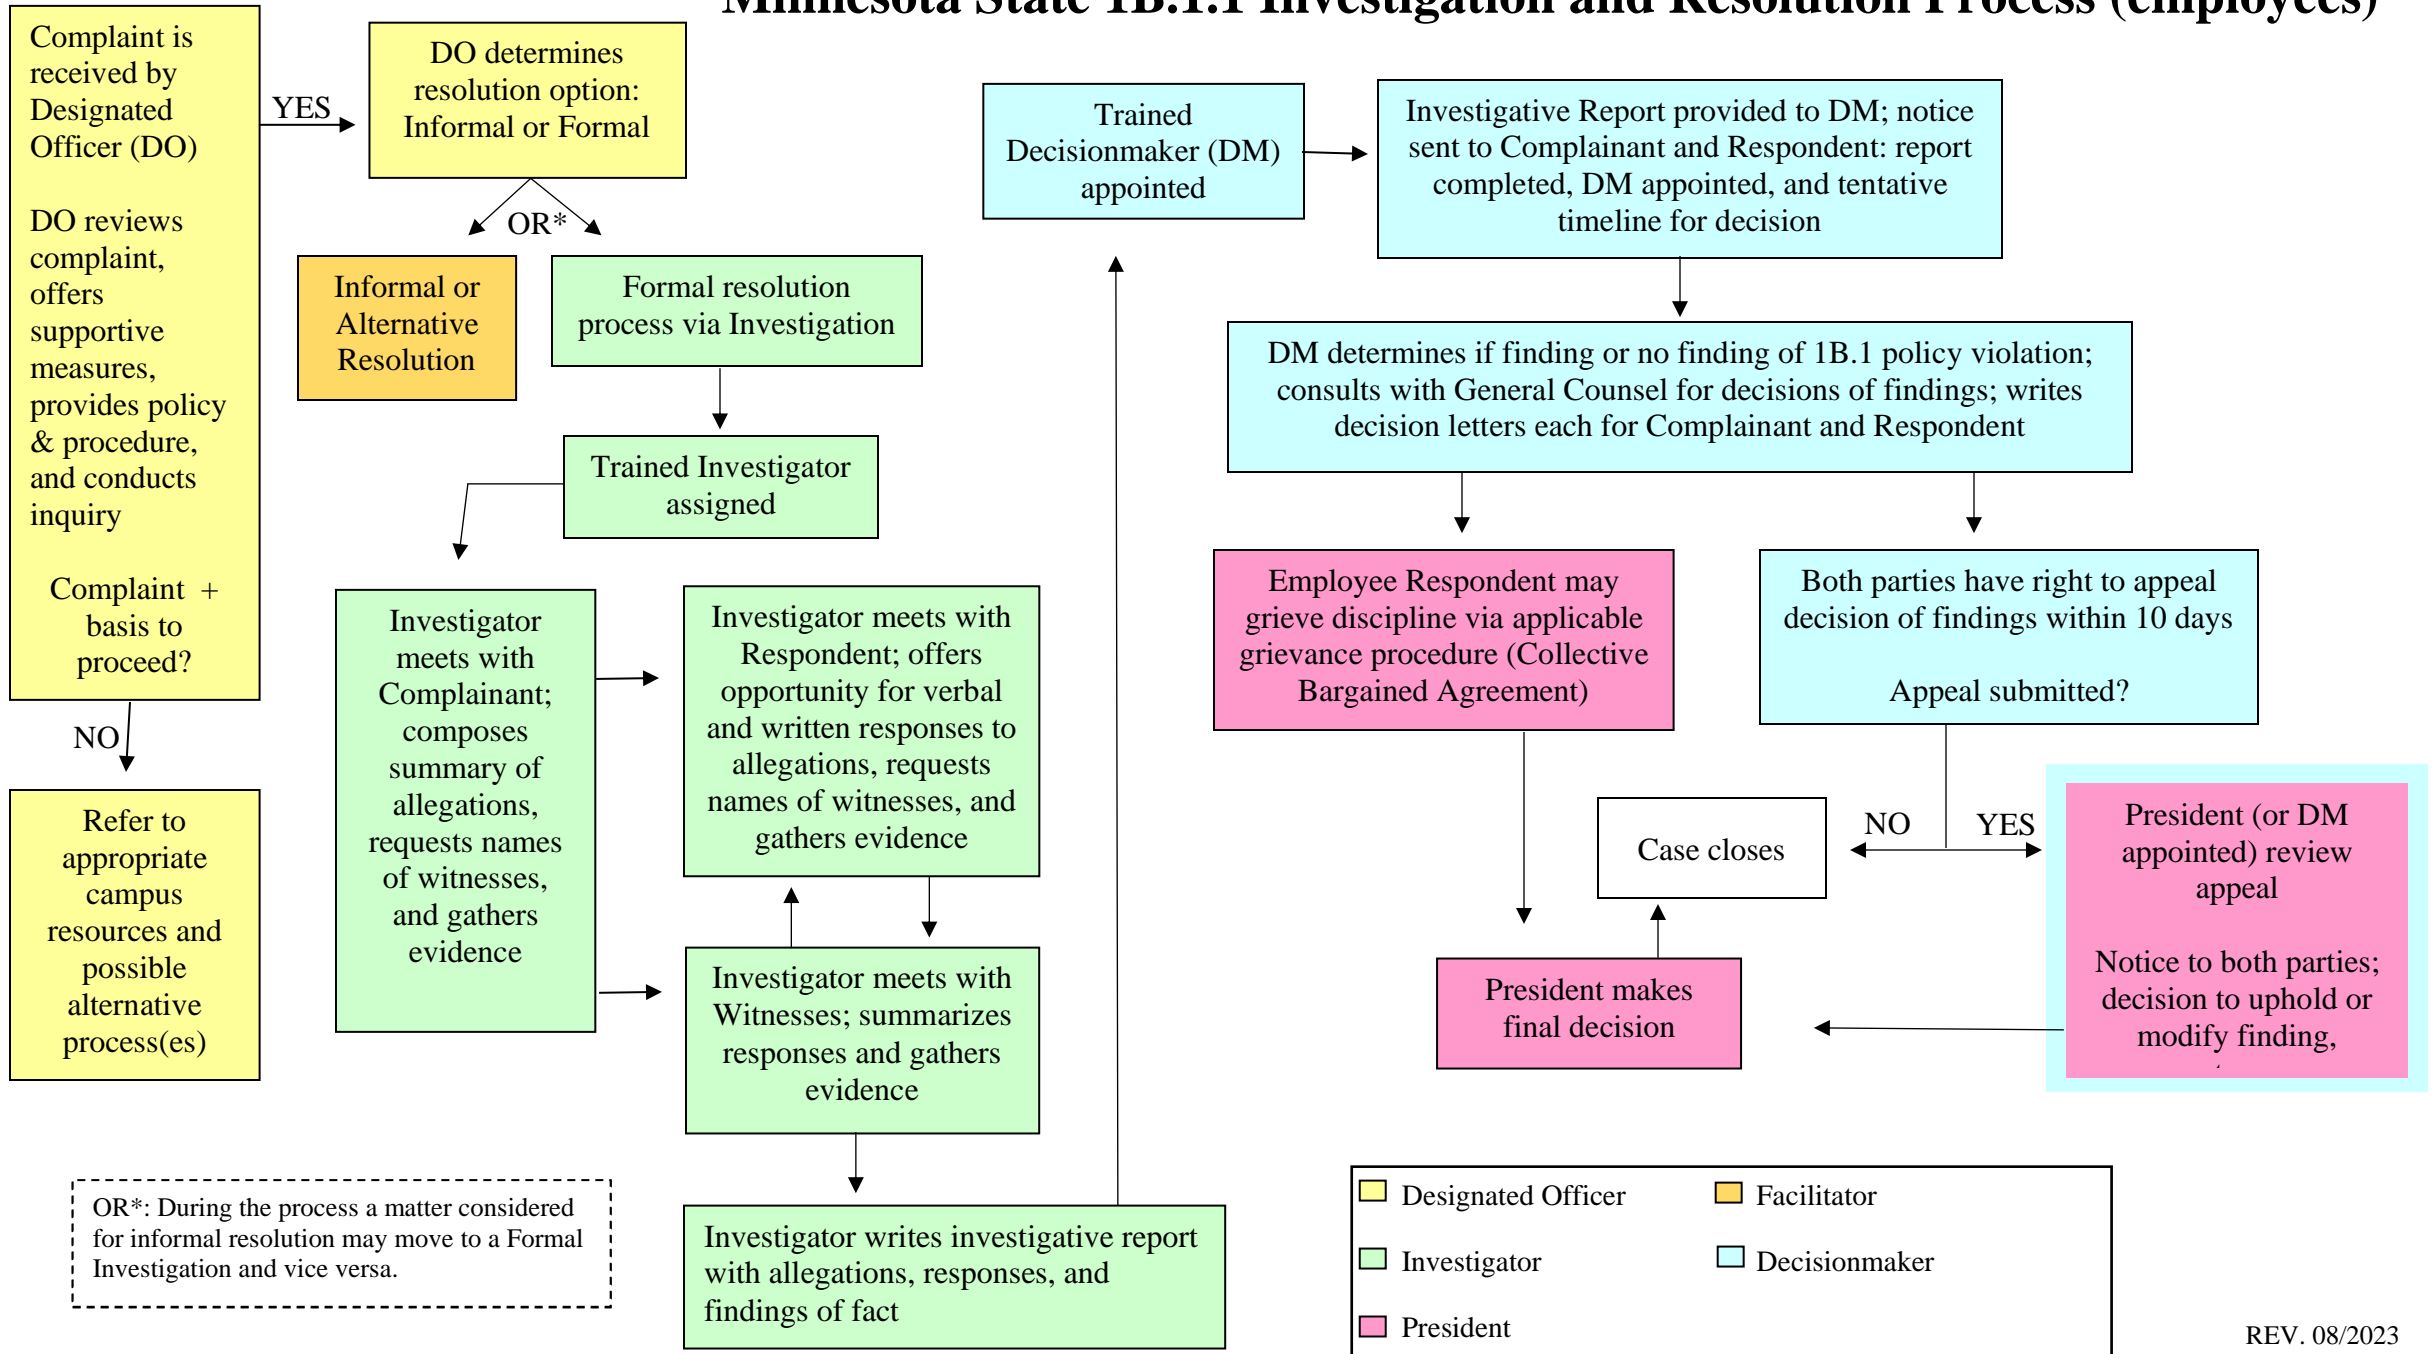 Minnesota State 1B.1.1 Investigation and Resolution Process (employees)
Complaint is
received by
Designated
Officer (DO)
DO reviews
complaint,
offers
supportive
measures,
provides policy
& procedure,
and conducts
inquiry
Complaint +
basis to
proceed?
YES
NO
Refer to
appropriate
campus
resources and
possible
alternative
process(es)
DO determines
resolution option:
Informal or Formal
OR*
Informal or
Alternative
Resolution
Formal resolution
process via Investigation
Trained Investigator
assigned
Investigator
meets with
Complainant;
composes
summary of
allegations,
requests names
of witnesses,
and gathers
evidence
Investigator meets with
Respondent; offers
opportunity for verbal
and written responses to
allegations, requests
names of witnesses, and
gathers evidence
Investigator meets with
Witnesses; summarizes
responses and gathers
evidence
Investigator writes investigative report
with allegations, responses, and
findings of fact
OR*: During the process a matter considered
for informal resolution may move to a Formal
Investigation and vice versa.
Trained
Decisionmaker (DM)
appointed
Investigative Report provided to DM; notice
sent to Complainant and Respondent: report
completed, DM appointed, and tentative
timeline for decision
DM determines if finding or no finding of 1B.1 policy violation;
consults with General Counsel for decisions of findings; writes
decision letters each for Complainant and Respondent
Employee Respondent may
grieve discipline via applicable
grievance procedure (Collective
Bargained Agreement)
Both parties have right to appeal
decision of findings within 10 days
Appeal submitted?
NO
YES
Case closes
President (or DM
appointed) review
appeal
Notice to both parties;
decision to uphold or
modify finding,
President makes
final decision
Designated Officer
Facilitator
Investigator
Decisionmaker
President
REV. 08/2023